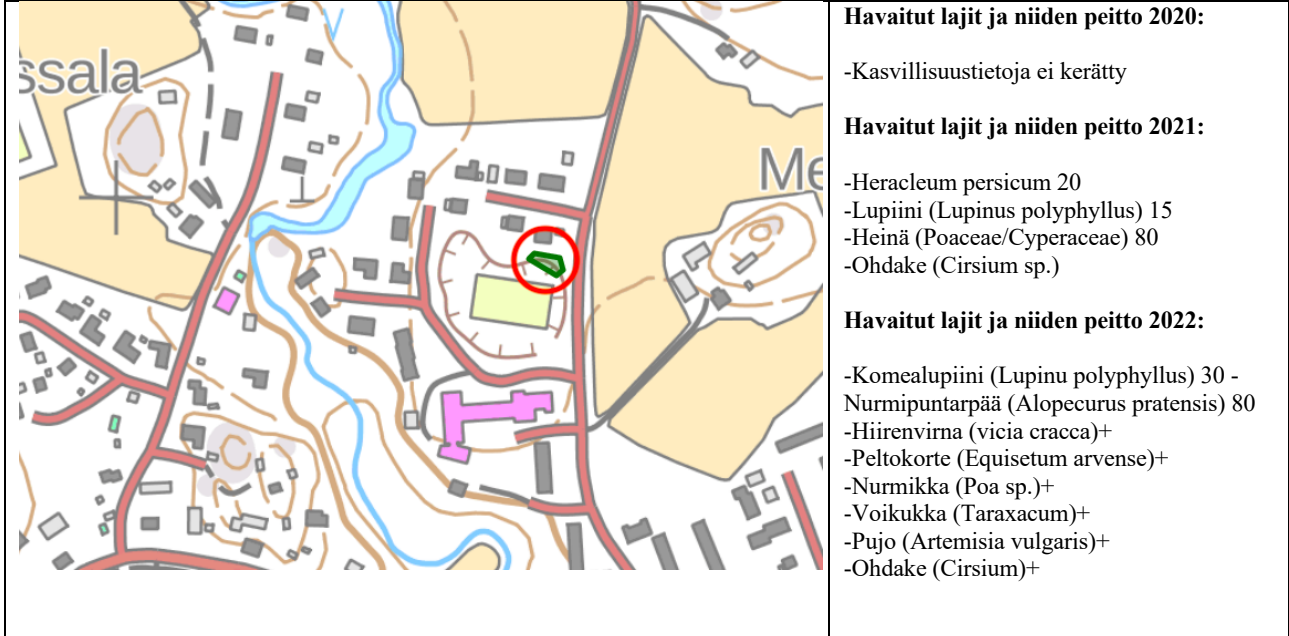 ssala
Me
Havaitut lajit ja niiden peitto 2020:
-Kasvillisuustietoja ei kerätty
Havaitut lajit ja niiden peitto 2021:
-Heracleum persicum 20
-Lupiini (Lupinus polyphyllus) 15
-Heinä (Poaceae/Cyperaceae) 80
-Ohdake (Cirsium sp.)
Havaitut lajit ja niiden peitto 2022:
-Komealupiini (Lupinu polyphyllus) 30 -
Nurmipuntarpää (Alopecurus pratensis) 80
-Hiirenvirna (vicia cracca)+
-Peltokorte (Equisetum arvense)+
-Nurmikka (Poa sp.)+
-Voikukka (Taraxacum)+
-Pujo (Artemisia vulgaris)+
-Ohdake (Cirsium)+